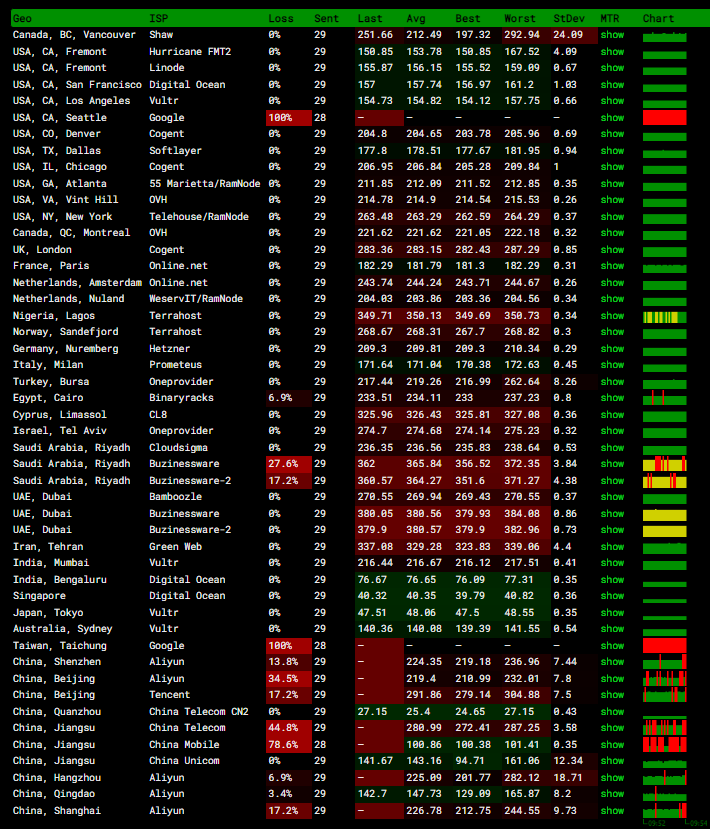 Geo ISP Loss Sent Last Avg Best Worst StDev MTR Chart
Canada, BC, Vancouver Shaw 0% 29 251.66 212.49 197.32 292.94 24.09 show
USA, CA, Fremont Hurricane FMT2 0% 29 150.85 153.78 150.85 167.52 4.09 show
USA, CA, Fremont Linode 0% 29 155.87 156.15 155.52 159.09 0.67 show
USA, CA, San Francisco Digital Ocean 0% 29 157 157.74 156.97 161.2 1.03 show
USA, CA, Los Angeles Vultr 0% 29 154.73 154.82 154.12 157.75 0.66 show
USA, CA, Seattle Google 100% 28 – – – – – show
USA, CO, Denver Cogent 0% 29 204.8 204.65 203.78 205.96 0.69 show
USA, TX, Dallas Softlayer 0% 29 177.8 178.51 177.67 181.95 0.94 show
USA, IL, Chicago Cogent 0% 29 206.95 206.84 205.28 209.84 1 show
USA, GA, Atlanta 55 Marietta/RamNode 0% 29 211.85 212.09 211.52 212.85 0.35 show
USA, VA, Vint Hill OVH 0% 29 214.78 214.9 214.54 215.53 0.26 show
USA, NY, New York Telehouse/RamNode 0% 29 263.48 263.29 262.59 264.29 0.37 show
Canada, QC, Montreal OVH 0% 29 221.62 221.62 221.05 222.18 0.32 show
UK, London Cogent 0% 29 283.36 283.15 282.43 287.29 0.85 show
France, Paris Online.net 0% 29 182.29 181.79 181.3 182.29 0.31 show
Netherlands, Amsterdam Online.net 0% 29 243.74 244.24 243.71 244.67 0.26 show
Netherlands, Nuland WeservIT/RamNode 0% 29 204.03 203.86 203.36 204.56 0.34 show
Nigeria, Lagos Terrahost 0% 29 349.71 350.13 349.69 350.73 0.34 show
Norway, Sandefjord Terrahost 0% 29 268.67 268.31 267.7 268.82 0.3 show
Germany, Nuremberg Hetzner 0% 29 209.3 209.81 209.3 210.34 0.29 show
Italy, Milan Prometeus 0% 29 171.64 171.04 170.38 172.63 0.45 show
Turkey, Bursa Oneprovider 0% 29 217.44 219.26 216.99 262.64 8.26 show
Egypt, Cairo Binaryracks 6.9% 29 233.51 234.11 233 237.23 0.8 show
Cyprus, Limassol CL8 0% 29 325.96 326.43 325.81 327.08 0.36 show
Israel, Tel Aviv Oneprovider 0% 29 274.7 274.68 274.14 275.23 0.32 show
Saudi Arabia, Riyadh Cloudsigma 0% 29 236.35 236.56 235.83 238.64 0.53 show
Saudi Arabia, Riyadh Buzinessware 27.6% 29 362 365.84 356.52 372.35 3.84 show
Saudi Arabia, Riyadh Buzinessware-2 17.2% 29 360.57 364.27 351.6 371.27 4.38 show
UAE, Dubai Bamboozle 0% 29 270.55 269.94 269.43 270.55 0.37 show
UAE, Dubai Buzinessware 0% 29 380.05 380.56 379.93 384.08 0.86 show
UAE, Dubai Buzinessware-2 0% 29 379.9 380.57 379.9 382.96 0.73 show
Iran, Tehran Green Web 0% 29 337.08 329.28 323.83 339.06 4.4 show
India, Mumbai Vultr 0% 29 216.44 216.67 216.12 217.51 0.41 show
India, Bengaluru Digital Ocean 0% 29 76.67 76.65 76.09 77.31 0.35 show
Singapore Digital Ocean 0% 29 40.32 40.35 39.79 40.82 0.36 show
Japan, Tokyo Vultr 0% 29 47.51 48.06 47.5 48.55 0.35 show
Australia, Sydney Vultr 0% 29 140.36 140.08 139.39 141.55 0.54 show
Taiwan, Taichung Google 100% 28 – – – – – show
China, Shenzhen Aliyun 13.8% 29 – 224.35 219.18 236.96 7.44 show
China, Beijing Aliyun 34.5% 29 – 219.4 210.99 232.01 7.8 show
China, Beijing Tencent 17.2% 29 – 291.86 279.14 304.88 7.5 show
China, Quanzhou China Telecom CN2 0% 29 27.15 25.4 24.65 27.15 0.43 show
China, Jiangsu China Telecom 44.8% 29 – 280.99 272.41 287.25 3.58 show
China, Jiangsu China Mobile 78.6% 28 – 100.86 100.38 101.41 0.35 show
China, Jiangsu China Unicom 0% 29 141.67 143.16 94.71 161.06 12.34 show
China, Hangzhou Aliyun 6.9% 29 – 225.09 201.77 282.12 18.71 show
China, Qingdao Aliyun 3.4% 29 142.7 147.73 129.09 165.87 8.2 show
China, Shanghai Aliyun 17.2% 29 – 226.78 212.75 244.55 9.73 show
09:52 09:54